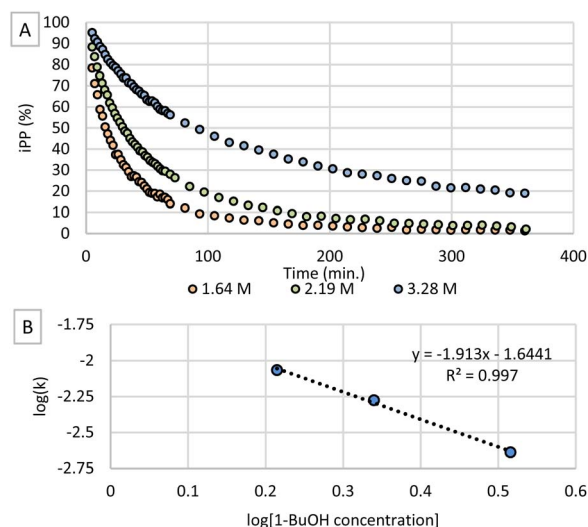 A
iPP (%)
100
90
80
70
60
50
40
30
20
10
0
0 100 200 300 400
Time (min.)
1.64 M 2.19 M 3.28 M
B
log(k)
-1.75
-2
-2.25
-2.5
-2.75
y = -1.913x - 1.6441
R² = 0.997
0 0.1 0.2 0.3 0.4 0.5 0.6
log[1-BuOH concentration]